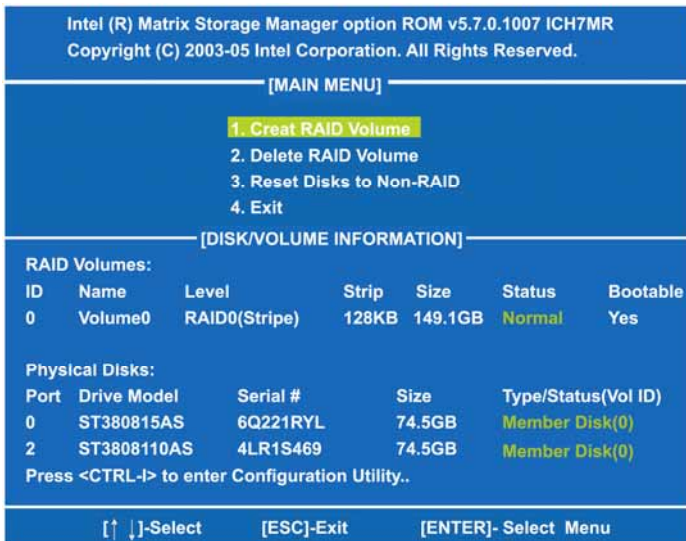 Intel (R) Matrix Storage Manager option ROM v5.7.0.1007 ICH7MR
Copyright (C) 2003-05 Intel Corporation. All Rights Reserved.
[MAIN MENU]
1. Creat RAID Volume
2. Delete RAID Volume
3. Reset Disks to Non-RAID
4. Exit
[DISK/VOLUME INFORMATION]
RAID Volumes:
ID Name Level Strip Size Status Bootable
0 Volume0 RAID0(Stripe) 128KB 149.1GB Normal Yes
Physical Disks:
Port Drive Model Serial # Size Type/Status(Vol ID)
0 ST380815AS 6Q221RYL 74.5GB Member Disk(0)
2 ST3808110AS 4LR1S469 74.5GB Member Disk(0)
Press <CTRL-I> to enter Configuration Utility..
[↑ ↓]-Select [ESC]-Exit [ENTER]- Select Menu